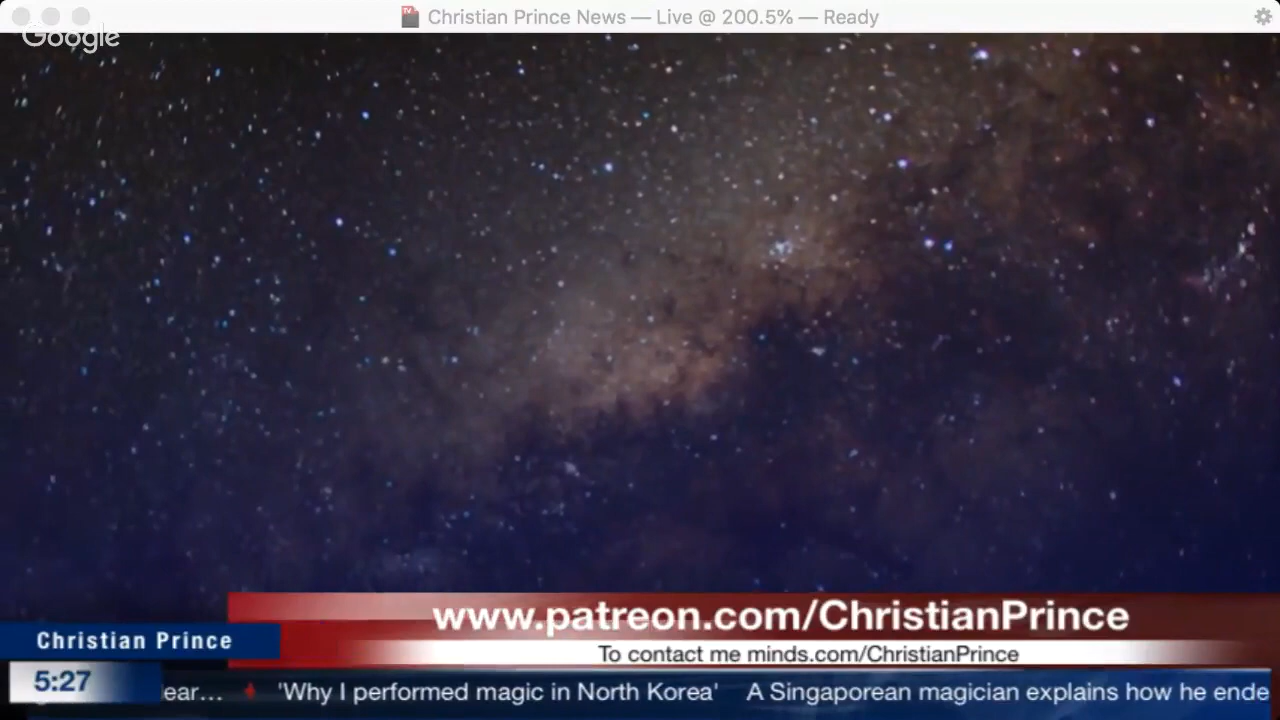 Christian Prince News — Live @ 200.5% — Ready
Google
www.patreon.com/ChristianPrince
Christian Prince
To contact me minds.com/ChristianPrince
5:27
ear... 'Why I performed magic in North Korea' A Singaporean magician explains how he ende